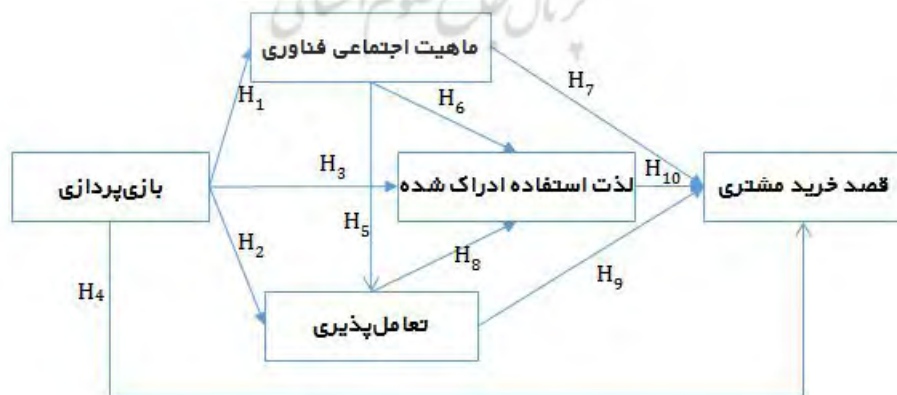 ماهیت اجتماعی فناوری
H1
H6
H7
بازی‌پردازی
H3
لذت استفاده ادراک شده
H10
قصد خرید مشتری
H5
H2
H8
H4
H9
تعامل‌پذیری